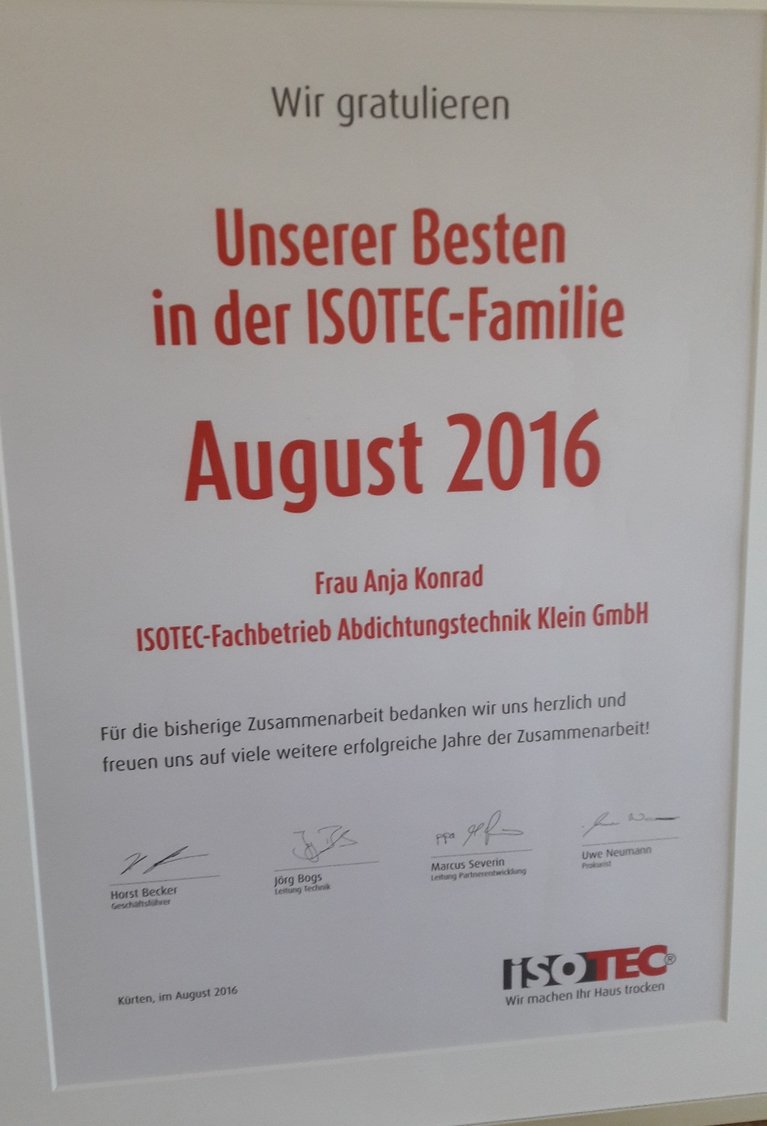 Wir gratulieren
Unserer Besten
in der ISOTEC-Familie
August 2016
Frau Anja Konrad
ISOTEC-Fachbetrieb Abdichtungstechnik Klein GmbH
Für die bisherige Zusammenarbeit bedanken wir uns herzlich und
freuen uns auf viele weitere erfolgreiche Jahre der Zusammenarbeit!
ppa
Horst Becker
Geschäftsführer
Jörg Bogs
Leitung Technik
Marcus Severin
Leitung Partnerentwicklung
Uwe Neumann
Prokurist
Kürten, im August 2016
ISOTEC®
Wir machen Ihr Haus trocken